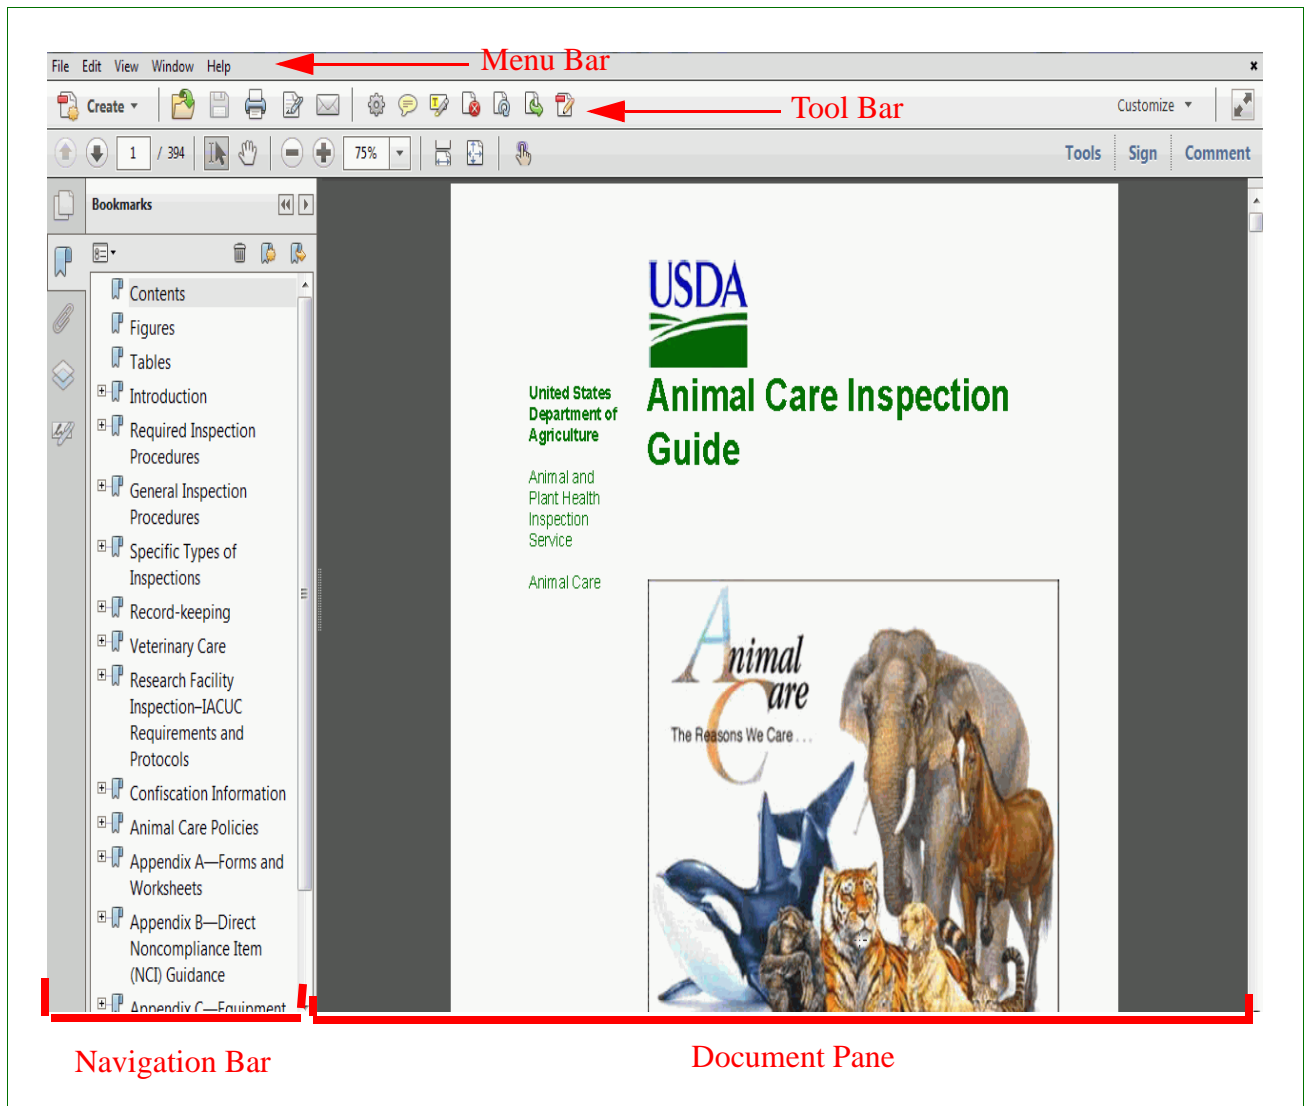 File Edit View Window Help
Menu Bar
Create
Tool Bar
Customize
1 / 394
75%
Tools Sign Comment
Bookmarks
Contents
Figures
Tables
Introduction
Required Inspection
Procedures
General Inspection
Procedures
Specific Types of
Inspections
Record-keeping
Veterinary Care
Research Facility
Inspection–IACUC
Requirements and
Protocols
Confiscation Information
Animal Care Policies
Appendix A—Forms and
Worksheets
Appendix B—Direct
Noncompliance Item
(NCI) Guidance
Appendix C—Equipment
USDA
United States
Department of
Agriculture
Animal and
Plant Health
Inspection
Service
Animal Care
Animal Care Inspection
Guide
Animal
Care
The Reasons We Care . . .
Navigation Bar
Document Pane